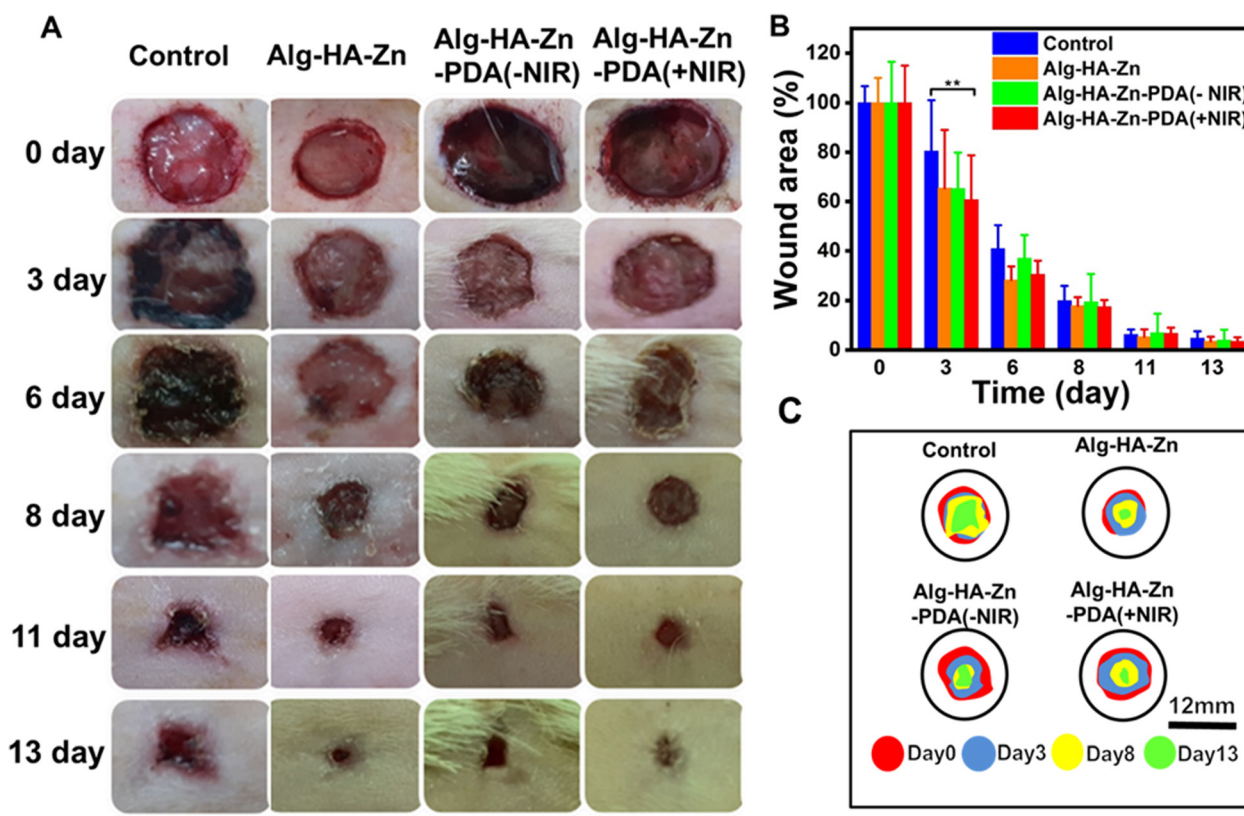 A
Control
Alg-HA-Zn
Alg-HA-Zn
-PDA(-NIR)
Alg-HA-Zn
-PDA(+NIR)
0 day
3 day
6 day
8 day
11 day
13 day
B
Wound area (%)
120
100
80
60
40
20
0
Control
Alg-HA-Zn
Alg-HA-Zn-PDA(- NIR)
Alg-HA-Zn-PDA(+NIR)
**
0 3 6 8 11 13
Time (day)
C
Control
Alg-HA-Zn
Alg-HA-Zn
-PDA(-NIR)
Alg-HA-Zn
-PDA(+NIR)
12mm
Day0 Day3 Day8 Day13